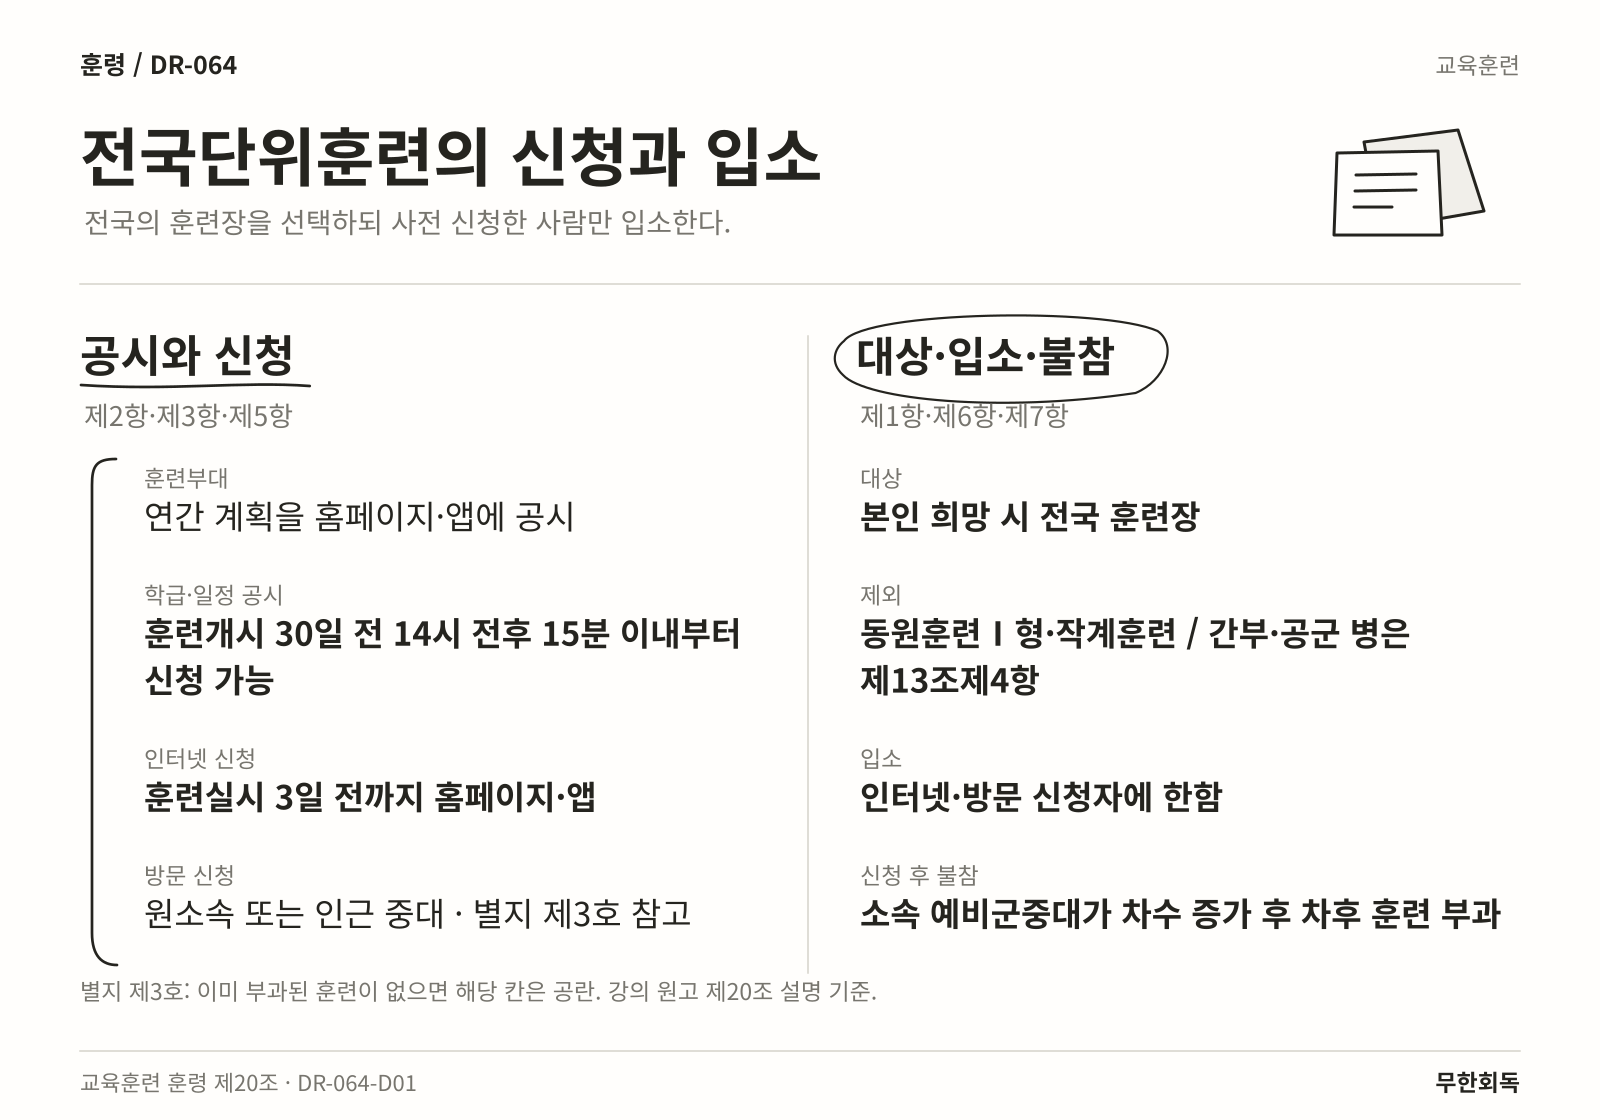 훈령 / DR-064
교육훈련
전국단위훈련의 신청과 입소
전국의 훈련장을 선택하되 사전 신청한 사람만 입소한다.
공시와 신청
제2항·제3항·제5항
훈련부대
연간 계획을 홈페이지·앱에 공시
학급·일정 공시
훈련개시 30일 전 14시 전후 15분 이내부터
신청 가능
인터넷 신청
훈련실시 3일 전까지 홈페이지·앱
방문 신청
원소속 또는 인근 중대 · 별지 제3호 참고
대상·입소·불참
제1항·제6항·제7항
대상
본인 희망 시 전국 훈련장
제외
동원훈련 Ⅰ 형·작계훈련 / 간부·공군 병은
제13조제4항
입소
인터넷·방문 신청자에 한함
신청 후 불참
소속 예비군중대가 차수 증가 후 차후 훈련 부과
별지 제3호: 이미 부과된 훈련이 없으면 해당 칸은 공란. 강의 원고 제20조 설명 기준.
교육훈련 훈령 제20조 · DR-064-D01
무한회독